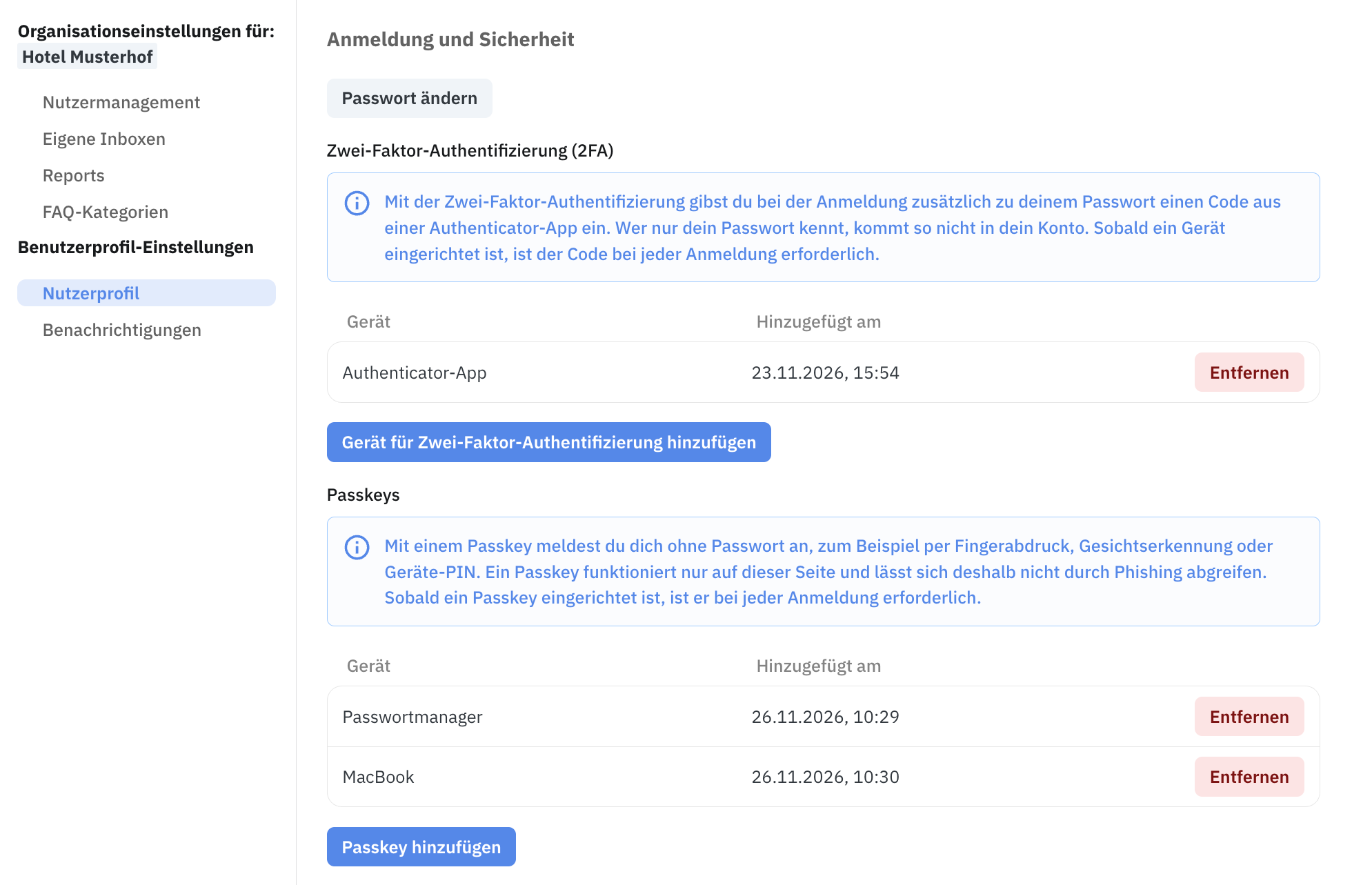 Organisationseinstellungen für:
Hotel Musterhof
Nutzermanagement
Eigene Inboxen
Reports
FAQ-Kategorien
Benutzerprofil-Einstellungen
Nutzerprofil
Benachrichtigungen
Anmeldung und Sicherheit
Passwort ändern
Zwei-Faktor-Authentifizierung (2FA)
Mit der Zwei-Faktor-Authentifizierung gibst du bei der Anmeldung zusätzlich zu deinem Passwort einen Code aus
einer Authenticator-App ein. Wer nur dein Passwort kennt, kommt so nicht in dein Konto. Sobald ein Gerät
eingerichtet ist, ist der Code bei jeder Anmeldung erforderlich.
Gerät Hinzugefügt am
Authenticator-App 23.11.2026, 15:54 Entfernen
Gerät für Zwei-Faktor-Authentifizierung hinzufügen
Passkeys
Mit einem Passkey meldest du dich ohne Passwort an, zum Beispiel per Fingerabdruck, Gesichtserkennung oder
Geräte-PIN. Ein Passkey funktioniert nur auf dieser Seite und lässt sich deshalb nicht durch Phishing abgreifen.
Sobald ein Passkey eingerichtet ist, ist er bei jeder Anmeldung erforderlich.
Gerät Hinzugefügt am
Passwortmanager 26.11.2026, 10:29 Entfernen
MacBook 26.11.2026, 10:30 Entfernen
Passkey hinzufügen